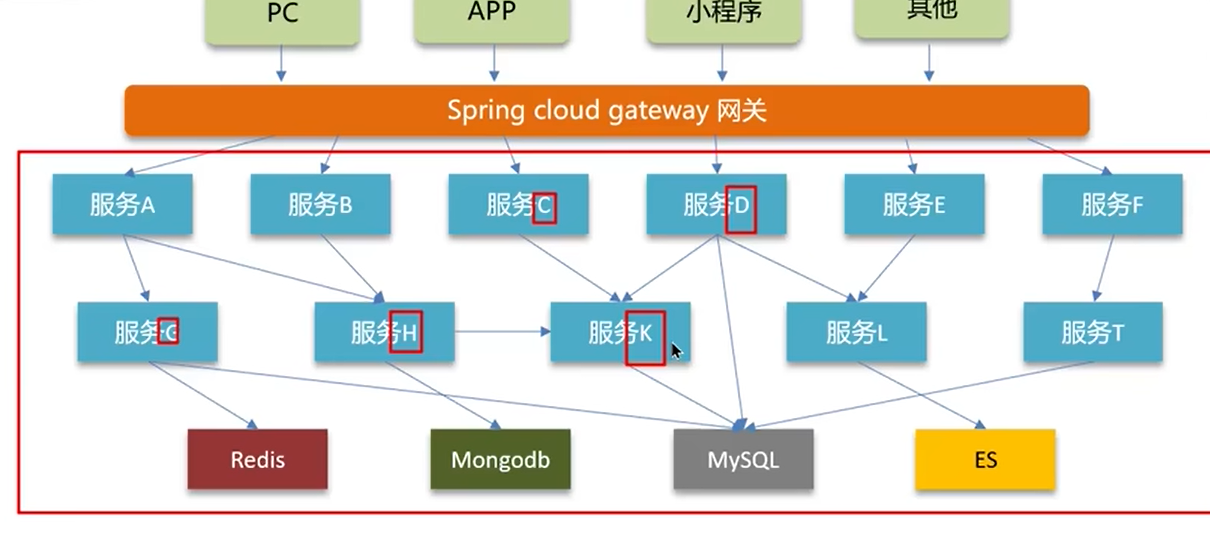 PC
APP
小程序
其他
Spring cloud gateway 网关
服务A
服务B
服务C
服务D
服务E
服务F
服务G
服务H
服务K
服务L
服务T
Redis
Mongodb
MySQL
ES